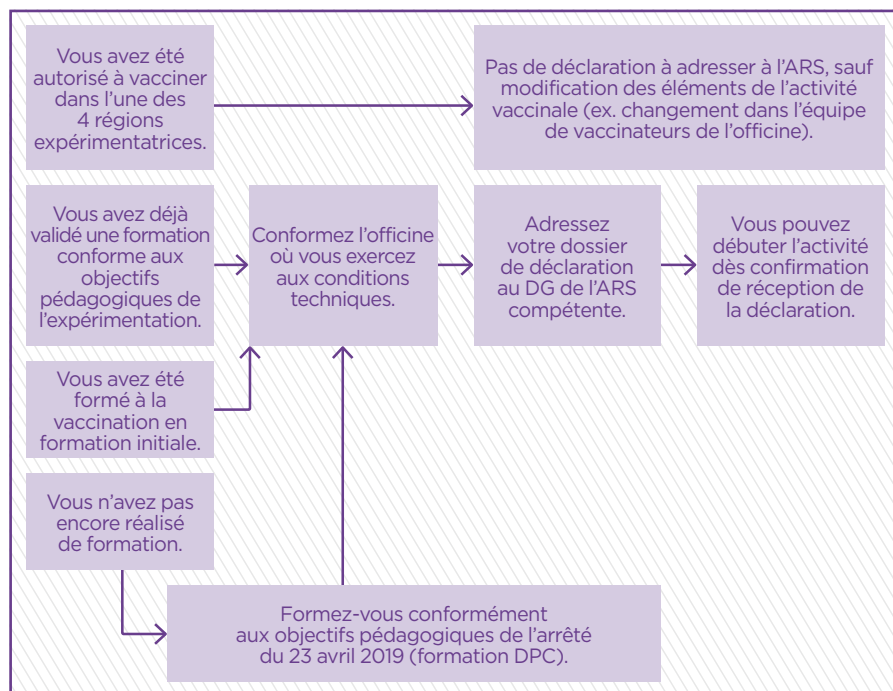 Vous avez été
autorisé à vacciner
dans l'une des
4 régions
expérimentatrices.
Pas de déclaration à adresser à l'ARS, sauf
modification des éléments de l'activité
vaccinale (ex. changement dans l'équipe
de vaccinateurs de l'officine).
Vous avez déjà
validé une formation
conforme aux
objectifs
pédagogiques de
l'expérimentation.
Conformez l'officine
où vous exercez
aux conditions
techniques.
Adressez
votre dossier
de déclaration
au DG de l'ARS
compétente.
Vous pouvez
débuter l'activité
dès confirmation
de réception de
la déclaration.
Vous avez été
formé à la
vaccination en
formation initiale.
Vous n'avez pas
encore réalisé
de formation.
Formez-vous conformément
aux objectifs pédagogiques de l'arrêté
du 23 avril 2019 (formation DPC).